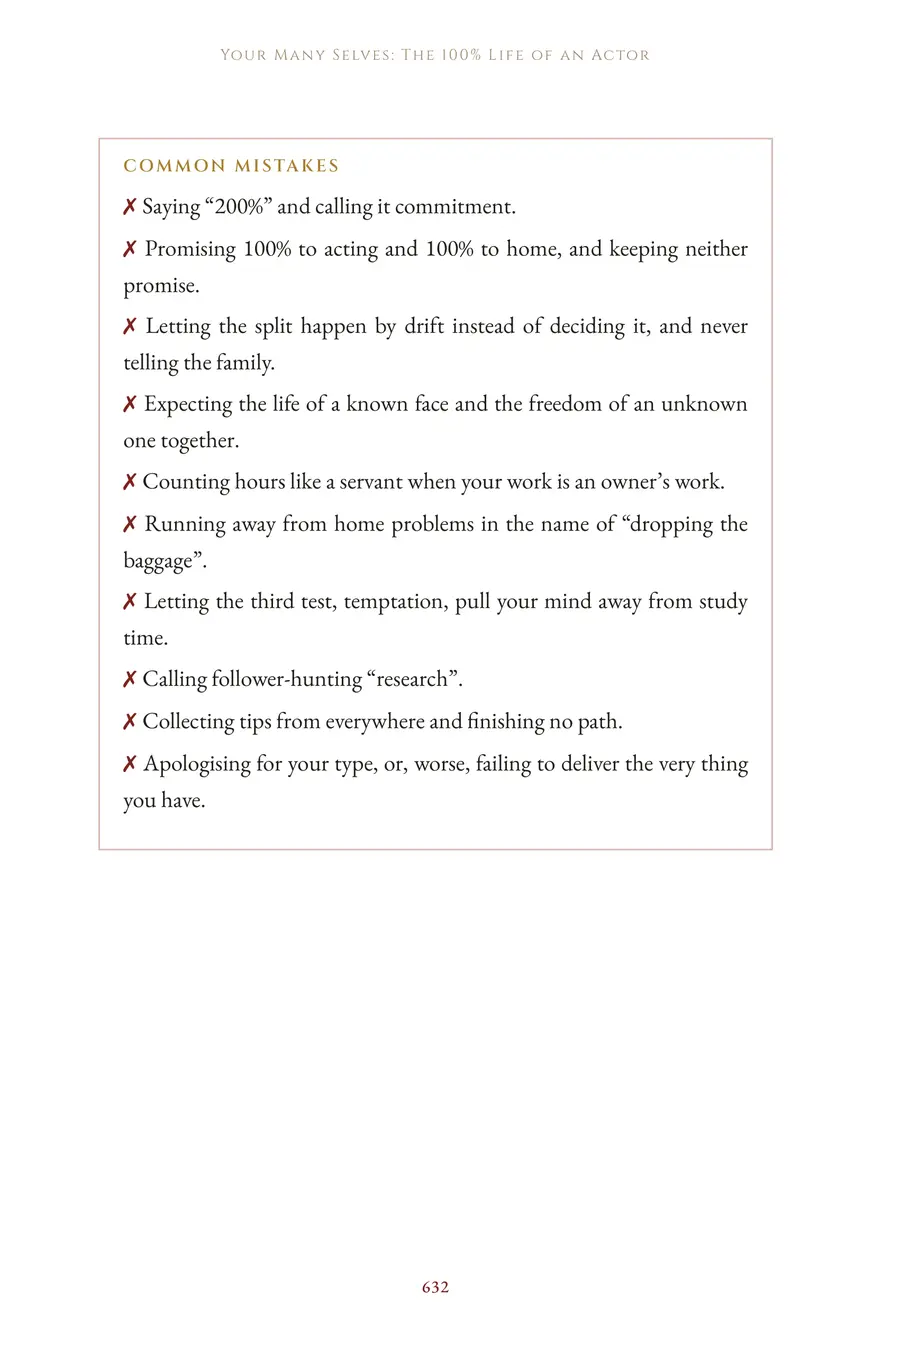 Your Many Selves: The 100% Life of an Actor
COMMON MISTAKES
✗ Saying “200%” and calling it commitment.
✗ Promising 100% to acting and 100% to home, and keeping neither
promise.
✗ Letting the split happen by drift instead of deciding it, and never
telling the family.
✗ Expecting the life of a known face and the freedom of an unknown
one together.
✗ Counting hours like a servant when your work is an owner’s work.
✗ Running away from home problems in the name of “dropping the
baggage”.
✗ Letting the third test, temptation, pull your mind away from study
time.
✗ Calling follower-hunting “research”.
✗ Collecting tips from everywhere and finishing no path.
✗ Apologising for your type, or, worse, failing to deliver the very thing
you have.
632